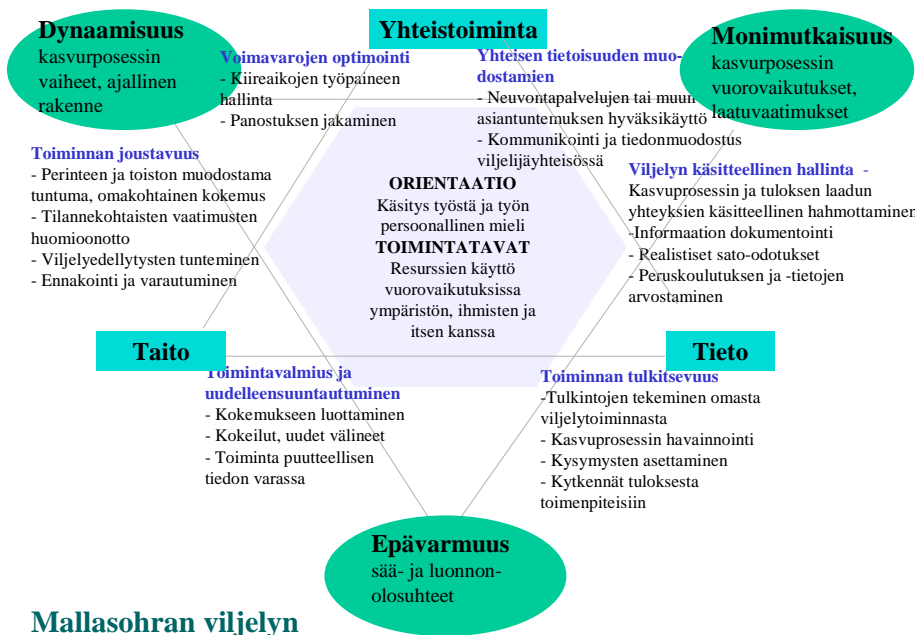 Dynaamisuus
kasvurposessin
vaiheet, ajallinen
rakenne
Yhteistoiminta
Monimutkaisuus
kasvurposessin
vuorovaikutukset,
laatuvaatimukset
Voimavarojen optimointi
- Kiireaikojen työpaineen
hallinta
- Panostuksen jakaminen
Yhteisen tietoisuuden muo-
dostamien
- Neuvontapalvelujen tai muun
asiantuntemuksen hyväksikäyttö
- Kommunikointi ja tiedonmuodostus
viljelijäyhteisössä
Toiminnan joustavuus
- Perinteen ja toiston muodostama
tuntuma, omakohtainen kokemus
- Tilannekohtaisten vaatimusten
huomioonotto
- Viljelyedellytysten tunteminen
- Ennakointi ja varautuminen
ORIENTAATIO
Käsitys työstä ja työn
persoonallinen mieli
TOIMINTATAVAT
Resurssien käyttö
vuorovaikutuksissa
ympäristön, ihmisten ja
itsen kanssa
Viljelyn käsitteellinen hallinta -
Kasvuprosessin ja tuloksen laadun
yhteyksien käsitteellinen hahmottaminen
-Informaation dokumentointi
- Realistiset sato-odotukset
- Peruskoulutuksen ja -tietojen
arvostaminen
Taito
Tieto
Toimintavalmius ja
uudelleensuuntautuminen
- Kokemukseen luottaminen
- Kokeilut, uudet välineet
- Toiminta puutteellisen
tiedon varassa
Toiminnan tulkitsevuus
-Tulkintojen tekeminen omasta
viljelytoiminnasta
- Kasvuprosessin havainnointi
- Kysymysten asettaminen
- Kytkennät tuloksesta
toimenpiteisiin
Epävarmuus
sää- ja luonnon-
olosuhteet
Mallasohran viljelyn